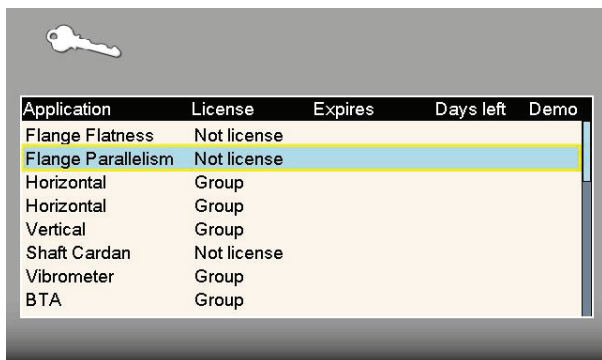 Application License Expires Days left Demo
Flange Flatness Not license
Flange Parallelism Not license
Horizontal Group
Horizontal Group
Vertical Group
Shaft Cardan Not license
Vibrometer Group
BTA Group